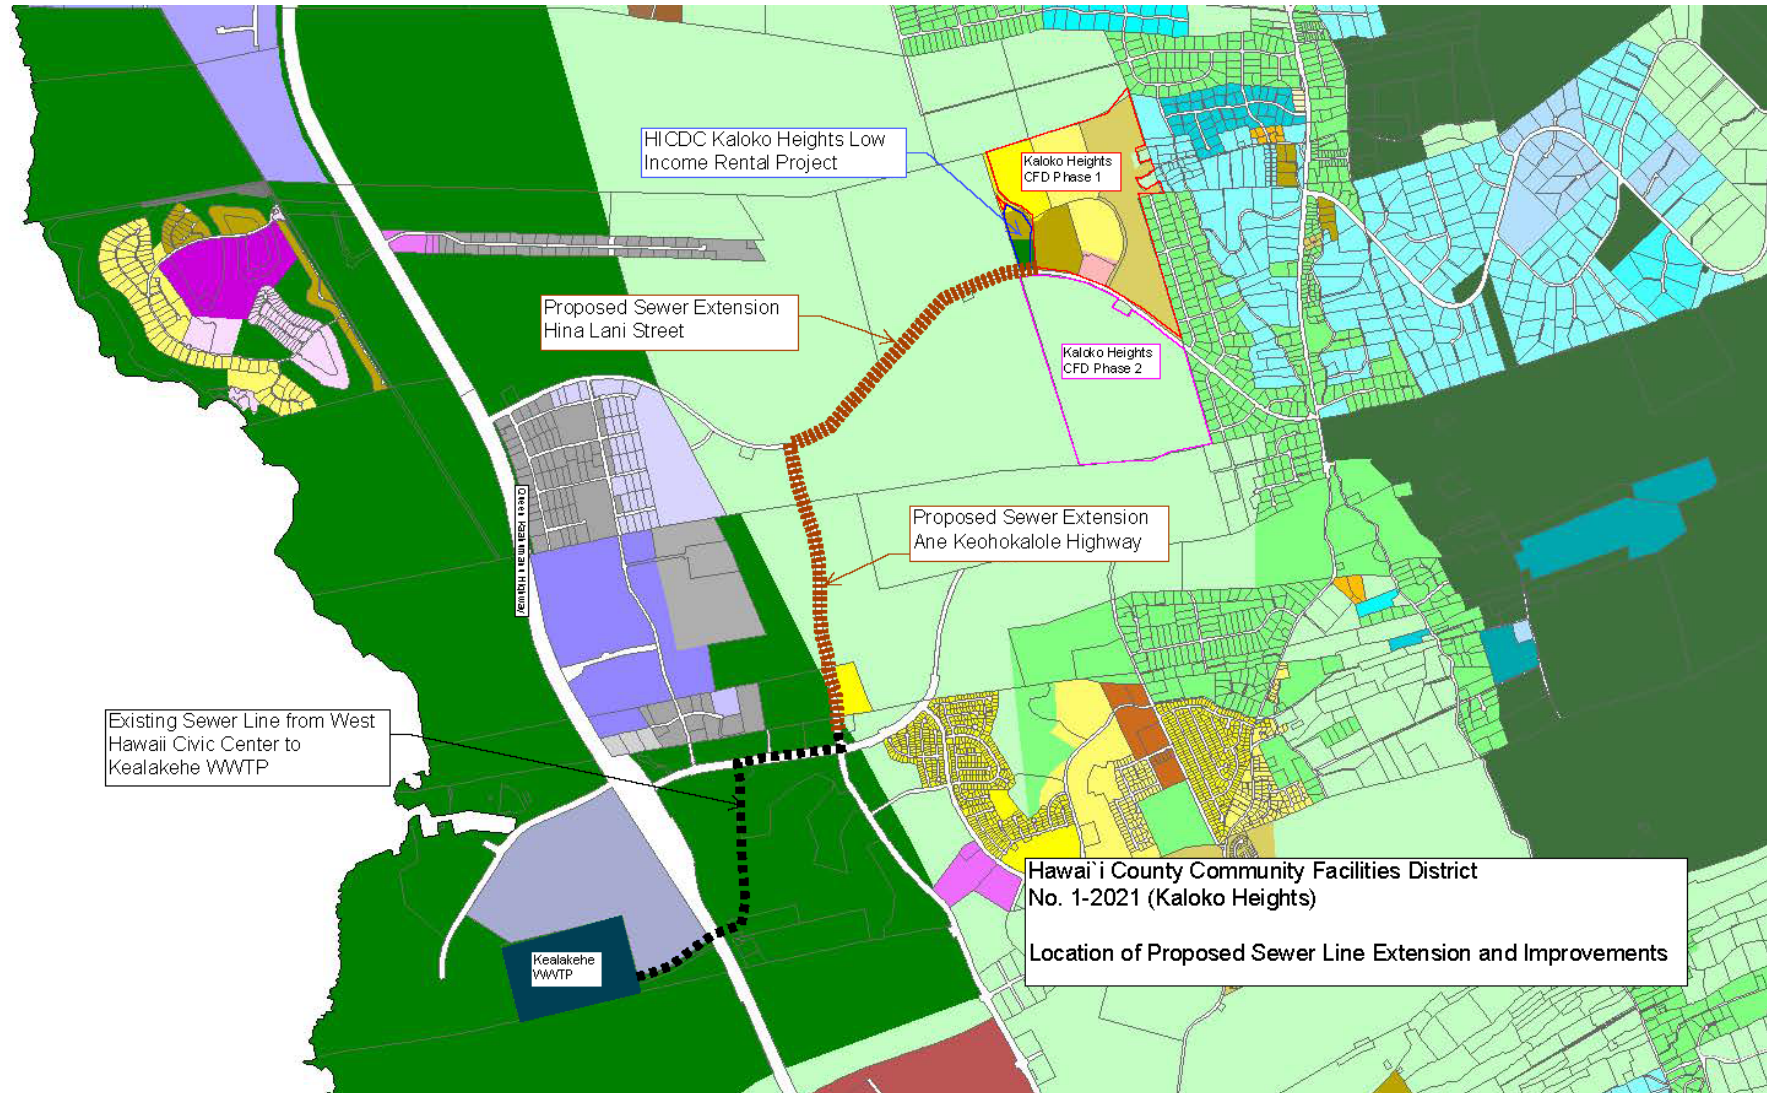 HICDC Kaloko Heights Low
Income Rental Project
Kaloko Heights
CFD Phase 1
Proposed Sewer Extension
Hina Lani Street
Kaloko Heights
CFD Phase 2
Queen Kaahumanu Highway
Proposed Sewer Extension
Ane Keohokalole Highway
Existing Sewer Line from West
Hawaii Civic Center to
Kealakehe WWTP
Kealakehe
WWTP
Hawai`i County Community Facilities District
No. 1-2021 (Kaloko Heights)
Location of Proposed Sewer Line Extension and Improvements